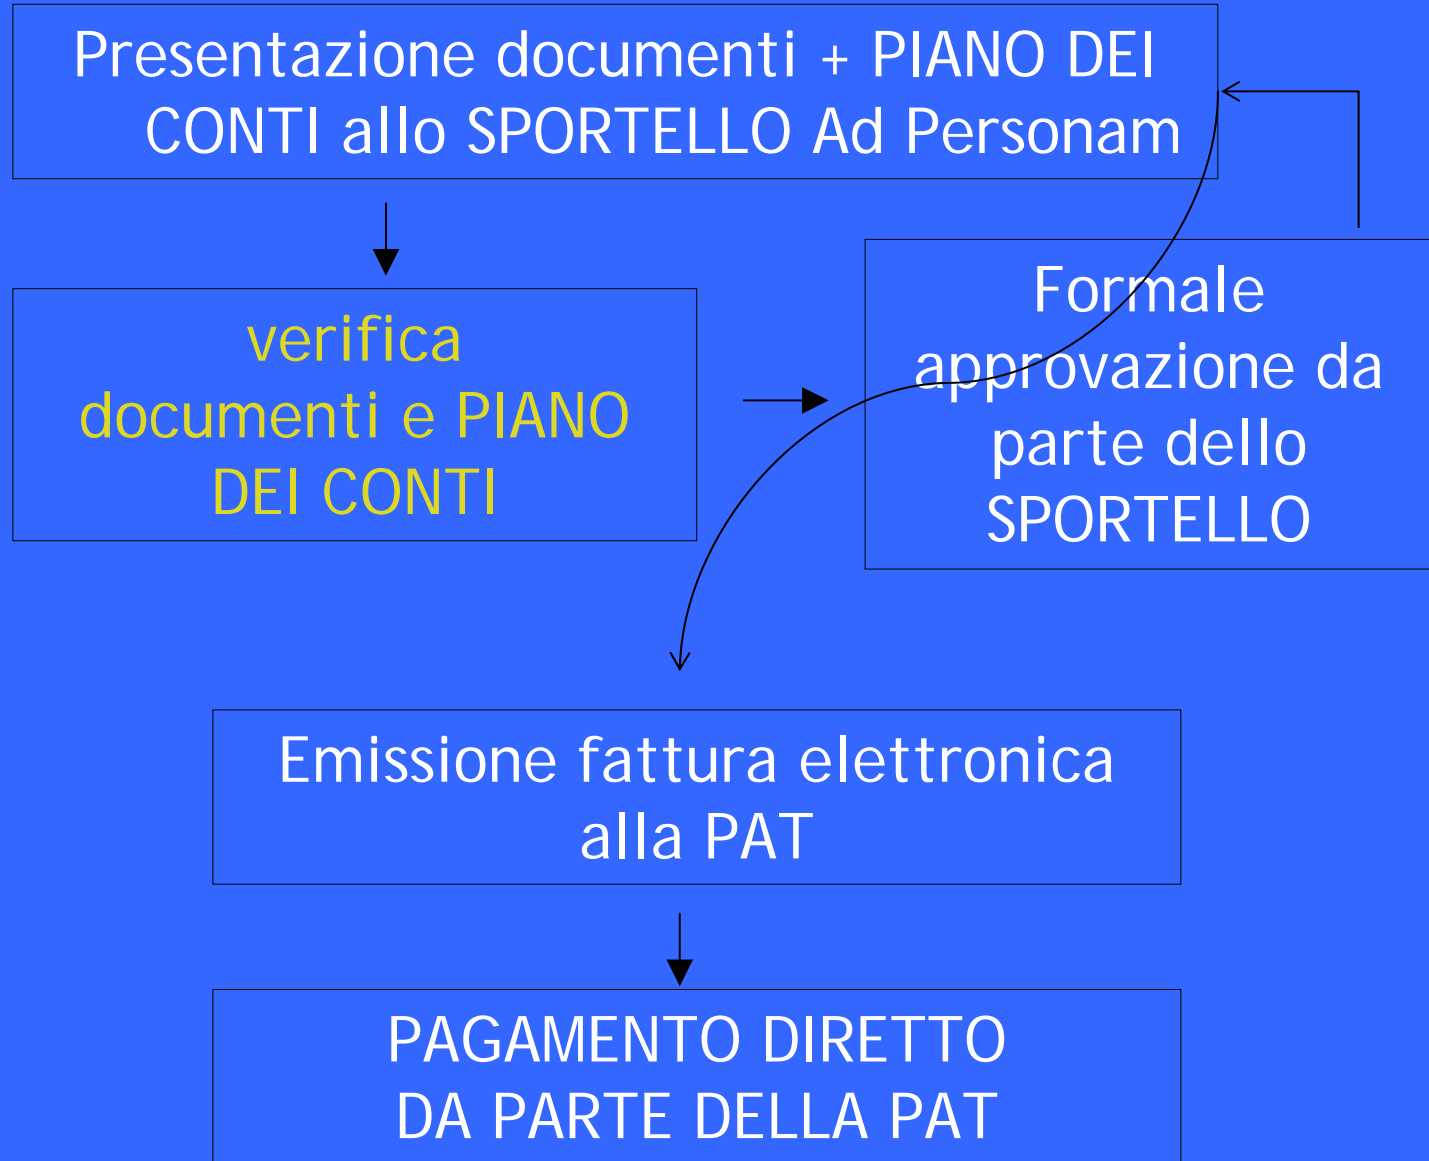 Presentazione documenti + PIANO DEI
CONTI allo SPORTELLO Ad Personam
verifica
documenti e PIANO
DEI CONTI
Formale
approvazione da
parte dello
SPORTELLO
Emissione fattura elettronica
alla PAT
PAGAMENTO DIRETTO
DA PARTE DELLA PAT